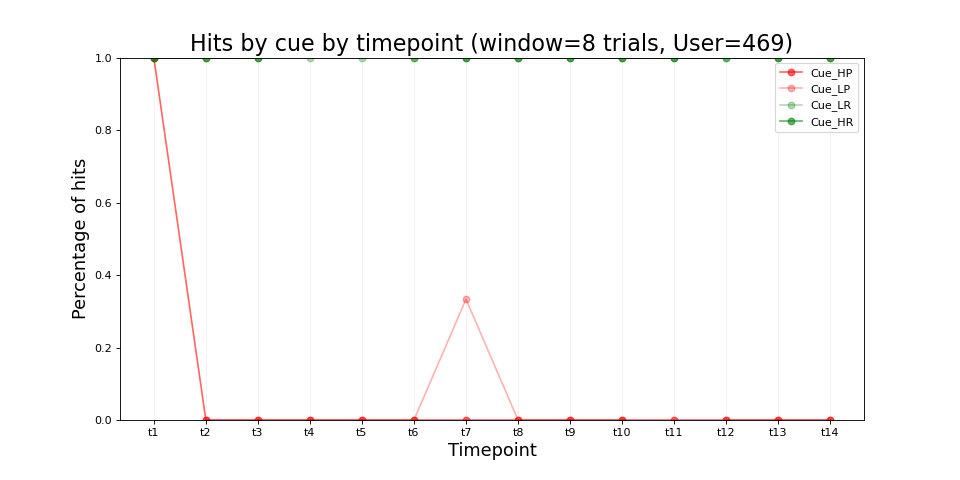 Hits by cue by timepoint (window=8 trials, User=469)
Percentage of hits
1.0
0.8
0.6
0.4
0.2
0.0
Cue_HP
Cue_LP
Cue_LR
Cue_HR
t1 t2 t3 t4 t5 t6 t7 t8 t9 t10 t11 t12 t13 t14
Timepoint